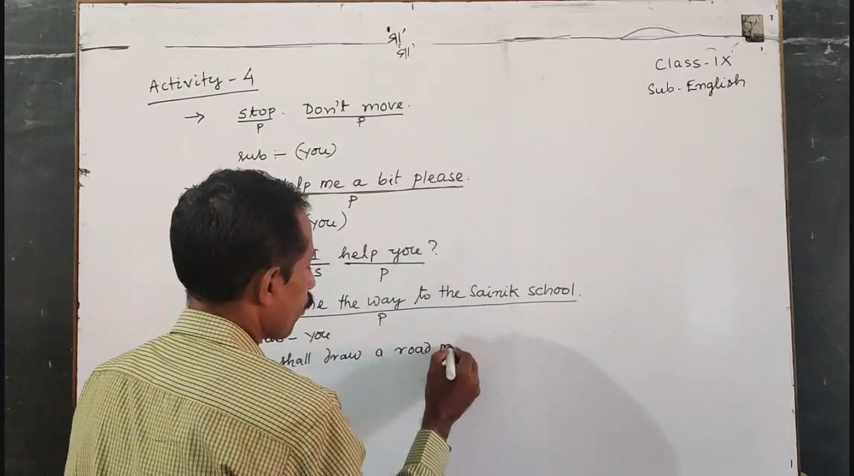 'ଶ୍ରୀ'
ଶ୍ରୀ'
Class-IX
Sub-English
Activity-4
→ stop. Don't move.
P P
sub:- (You)
me a bit please.
P
you)
I help you?
S P
the way to the Sainik school.
P
- You
shall draw a road